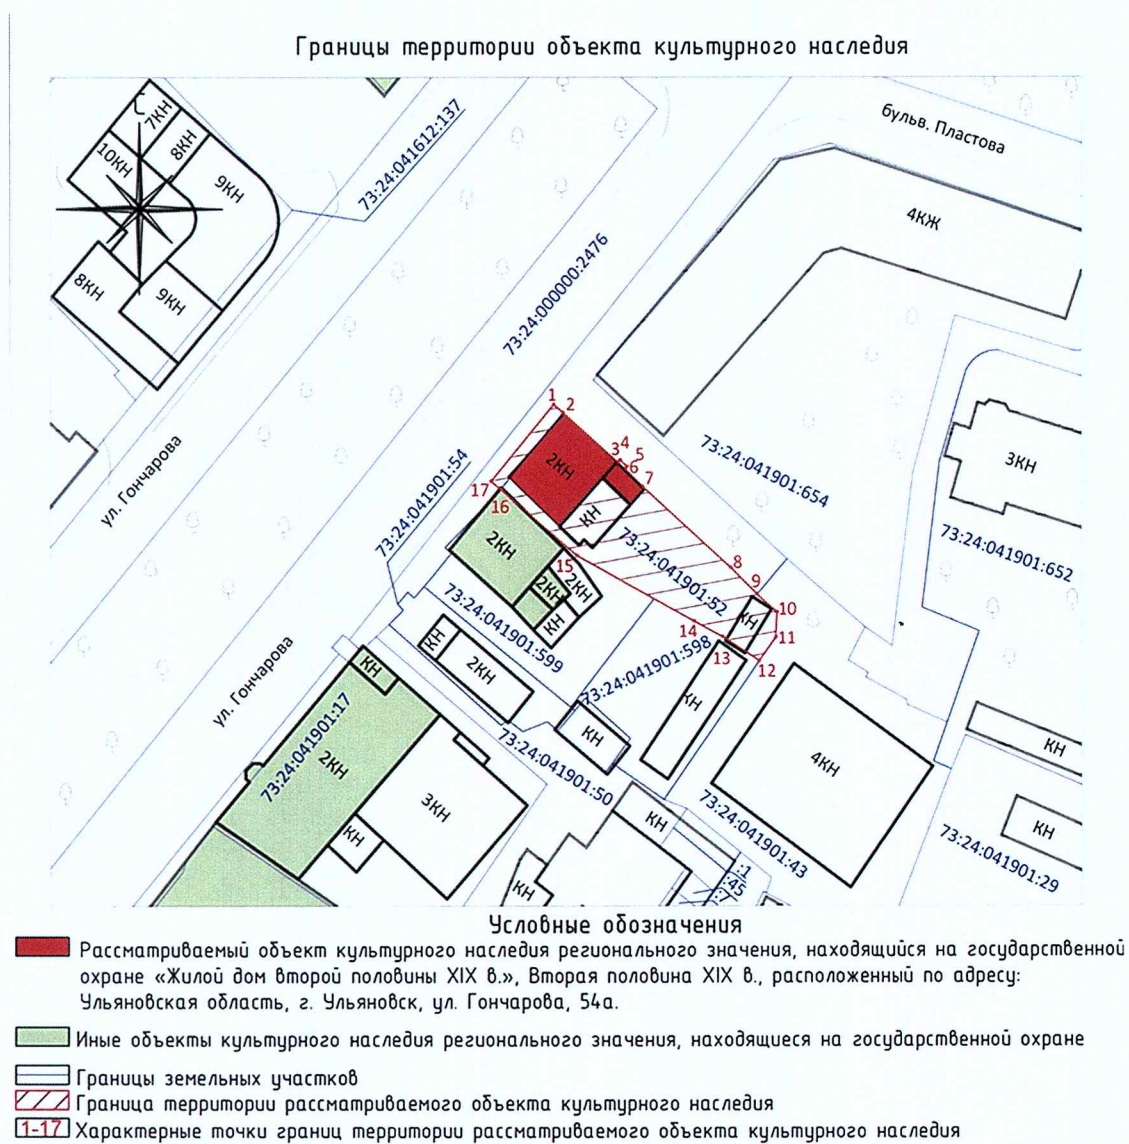 Границы территории объекта культурного наследия
бульв. Пластова
73:24:041612:137
7КН
8КН
10КН
9КН
4КЖ
8КН
9КН
73:24:000000:2476
ул. Гончарова
1
2
3
4
5
6
7
2КН
73:24:041901:654
3КН
73:24:041901:54
17
16
КН
2КН
73:24:041901:52
73:24:041901:652
15
2КН
2КН
КН
8
9
10
КН
11
12
13
14
73:24:041901:599
73:24:041901:598
КН
2КН
КН
ул. Гончарова
КН
73:24:041901:17
2КН
КН
73:24:041901:50
4КН
КН
3КН
КН
КН
73:24:041901:43
КН
73:24:041901:29
:1
:45
:7
КН
Условные обозначения
Рассматриваемый объект культурного наследия регионального значения, находящийся на государственной
охране «Жилой дом второй половины XIX в.», Вторая половина XIX в., расположенный по адресу:
Ульяновская область, г. Ульяновск, ул. Гончарова, 54а.
Иные объекты культурного наследия регионального значения, находящиеся на государственной охране
Границы земельных участков
Граница территории рассматриваемого объекта культурного наследия
1-17 Характерные точки границ территории рассматриваемого объекта культурного наследия